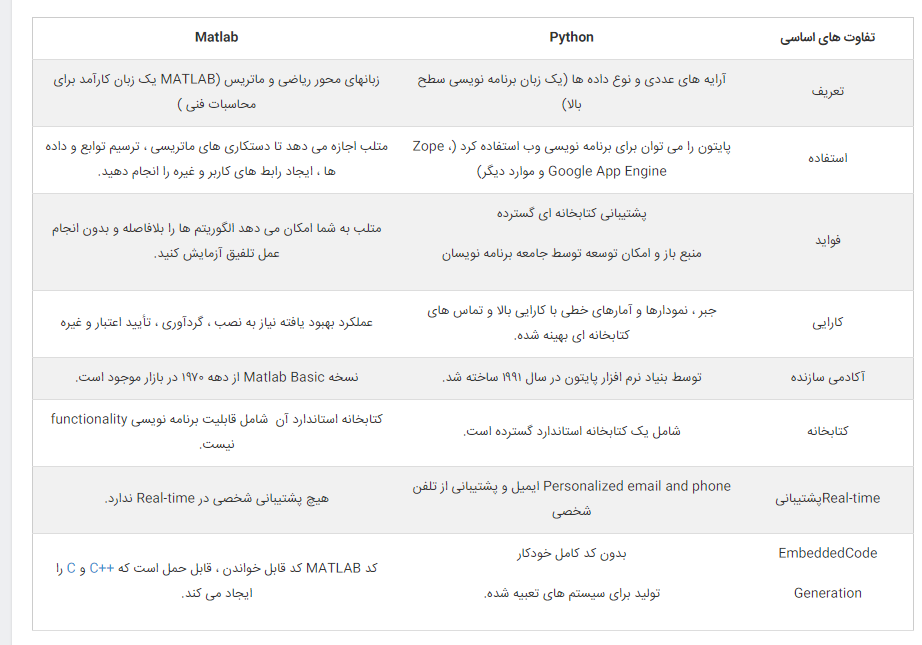 تفاوت های اساسی
Python
Matlab
تعریف
آرایه های عددی و نوع داده ها (یک زبان برنامه نویسی سطح
بالا)
زبانهای محور ریاضی و ماتریس (MATLAB یک زبان کارآمد برای
محاسبات فنی )
استفاده
پایتون را می توان برای برنامه نویسی وب استفاده کرد (، Zope
Google App Engine و موارد دیگر)
متلب اجازه می دهد تا دستکاری های ماتریسی ، ترسیم توابع و داده
ها ، ایجاد رابط های کاربر و غیره را انجام دهید.
فواید
پشتیبانی کتابخانه ای گسترده
منبع باز و امکان توسعه توسط جامعه برنامه نویسان
متلب به شما امکان می دهد الگوریتم ها را بلافاصله و بدون انجام
عمل تلفیق آزمایش کنید.
کارایی
جبر ، نمودارها و آمارهای خطی با کارایی بالا و تماس های
کتابخانه ای بهینه شده.
عملکرد بهبود یافته نیاز به نصب ، گردآوری ، تأیید اعتبار و غیره
آکادمی سازنده
توسط بنیاد نرم افزار پایتون در سال ۱۹۹۱ ساخته شد.
نسخه Matlab Basic از دهه ۱۹۷۰ در بازار موجود است.
کتابخانه
شامل یک کتابخانه استاندارد گسترده است.
کتابخانه استاندارد آن شامل قابلیت برنامه نویسی functionality
نیست.
Real-timeپشتیبانی
Personalized email and phone ایمیل و پشتیبانی از تلفن
شخصی
هیچ پشتیبانی شخصی در Real-time ندارد.
EmbeddedCode
Generation
بدون کد کامل خودکار
تولید برای سیستم های تعبیه شده.
کد MATLAB کد قابل خواندن ، قابل حمل است که C++ و C را
ایجاد می کند.